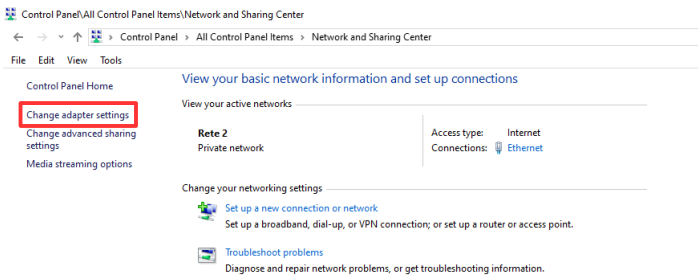 Control Panel\All Control Panel Items\Network and Sharing Center
Control Panel > All Control Panel Items > Network and Sharing Center
File Edit View Tools
Control Panel Home
Change adapter settings
Change advanced sharing
settings
Media streaming options
View your basic network information and set up connections
View your active networks
Rete 2
Private network
Access type: Internet
Connections: Ethernet
Change your networking settings
Set up a new connection or network
Set up a broadband, dial-up, or VPN connection; or set up a router or access point.
Troubleshoot problems
Diagnose and repair network problems, or get troubleshooting information.